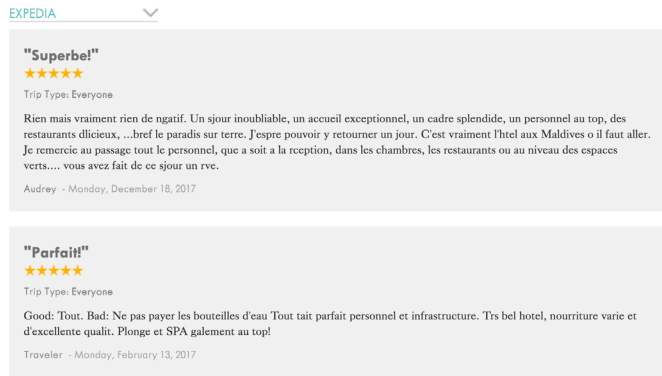 EXPEDIA
"Superbe!"
Trip Type: Everyone
Rien mais vraiment rien de ngatif. Un sjour inoubliable, un accueil exceptionnel, un cadre splendide, un personnel au top, des
restaurants dlicieux, ...bref le paradis sur terre. J'espre pouvoir y retourner un jour. C'est vraiment l'htel aux Maldives o il faut aller.
Je remercie au passage tout le personnel, que a soit a la rception, dans les chambres, les restaurants ou au niveau des espaces
verts.... vous avez fait de ce sjour un rve.
Audrey - Monday, December 18, 2017
"Parfait!"
Trip Type: Everyone
Good: Tout. Bad: Ne pas payer les bouteilles d'eau Tout tait parfait personnel et infrastructure. Trs bel hotel, nourriture varie et
d'excellente qualit. Plonge et SPA galement au top!
Traveler - Monday, February 13, 2017